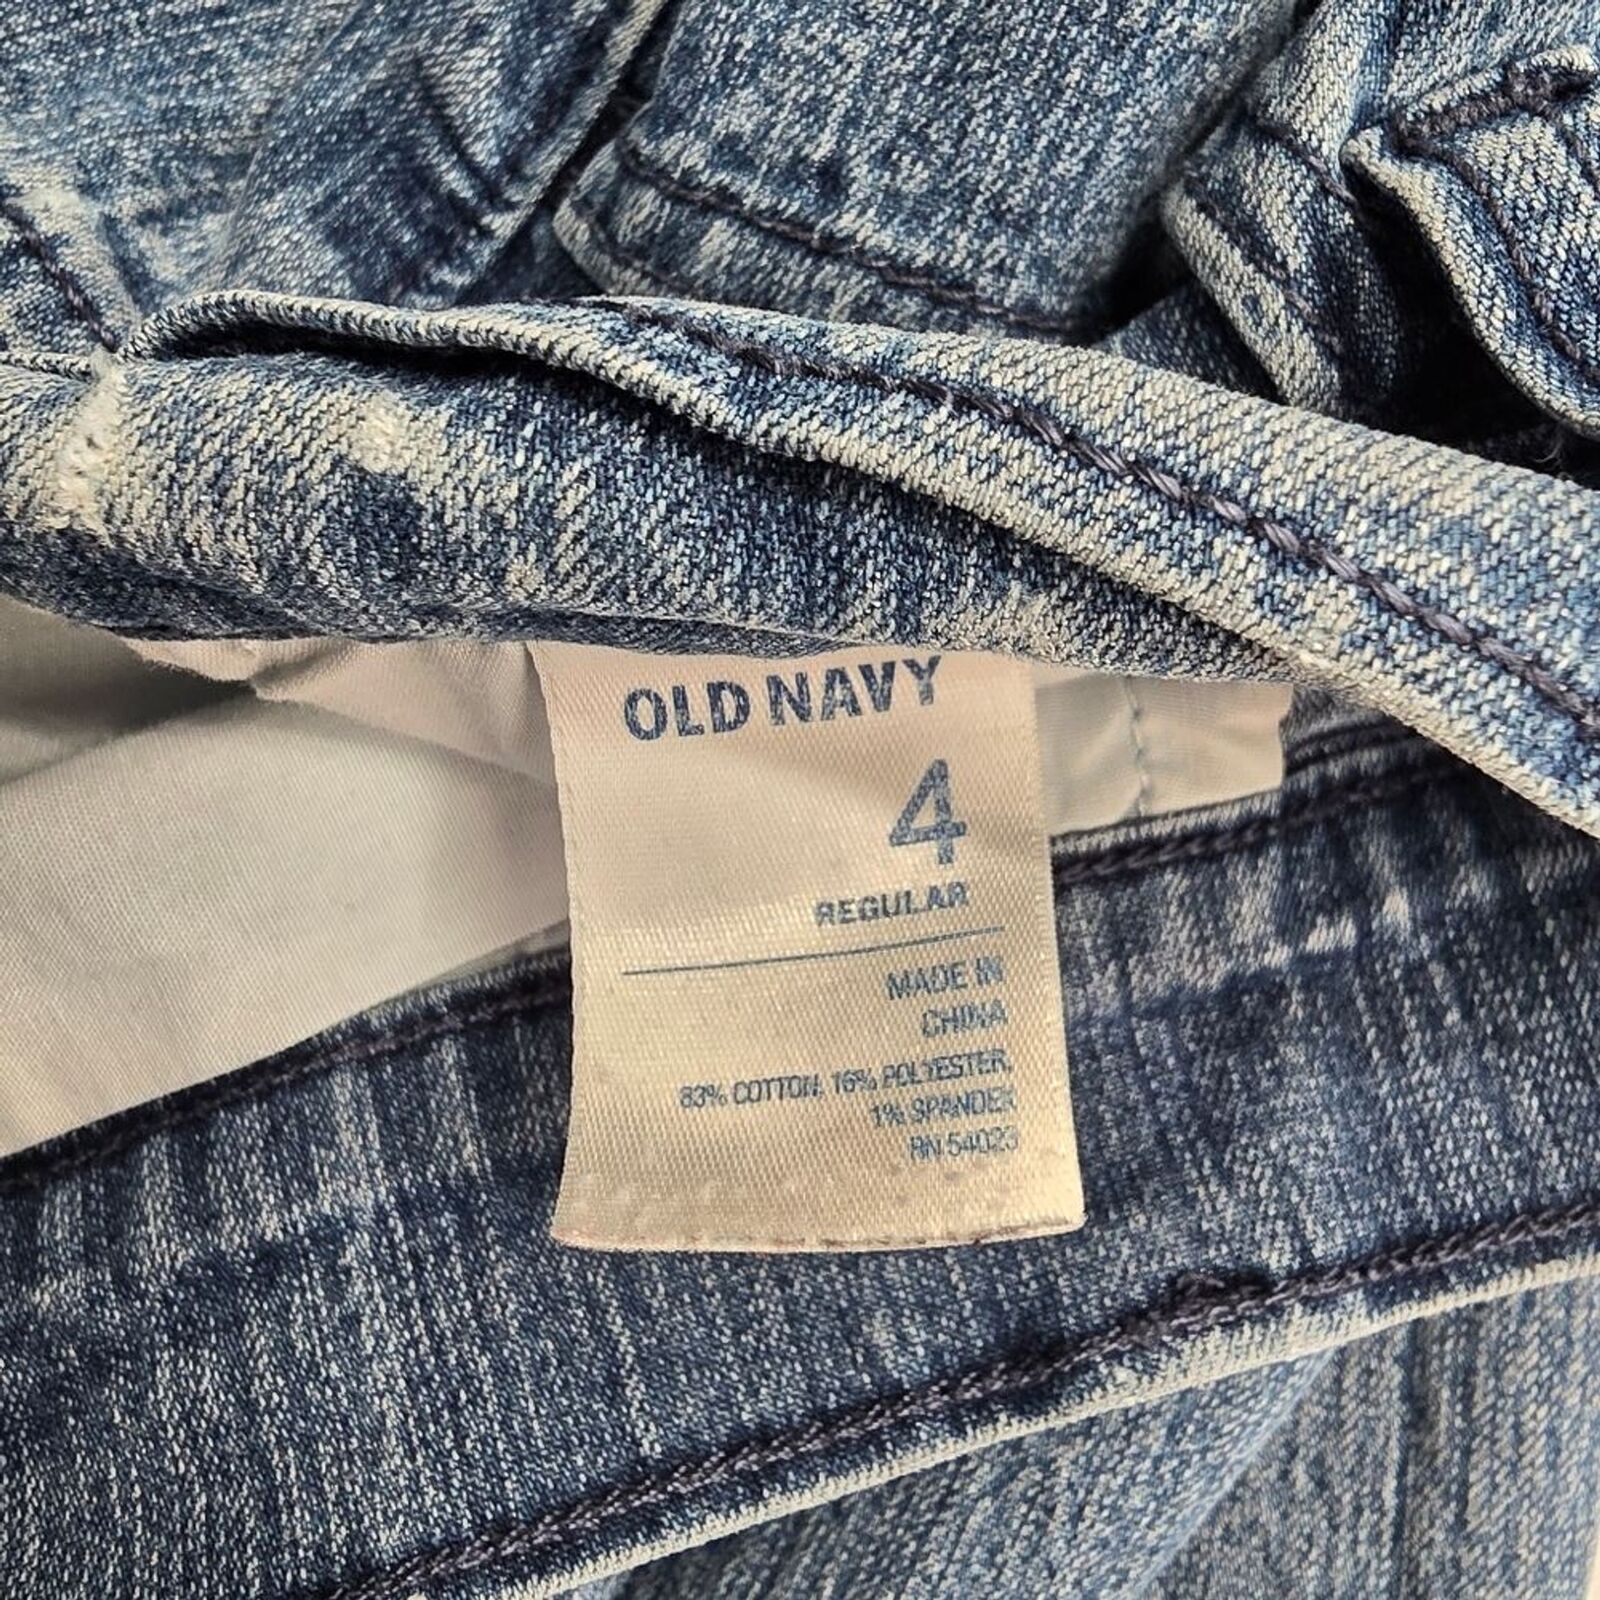 OLD NAVY
4
REGULAR
MADE IN
CHINA
83% COTTON, 16% POLYESTER,
1% SPANDEX
RN 54023